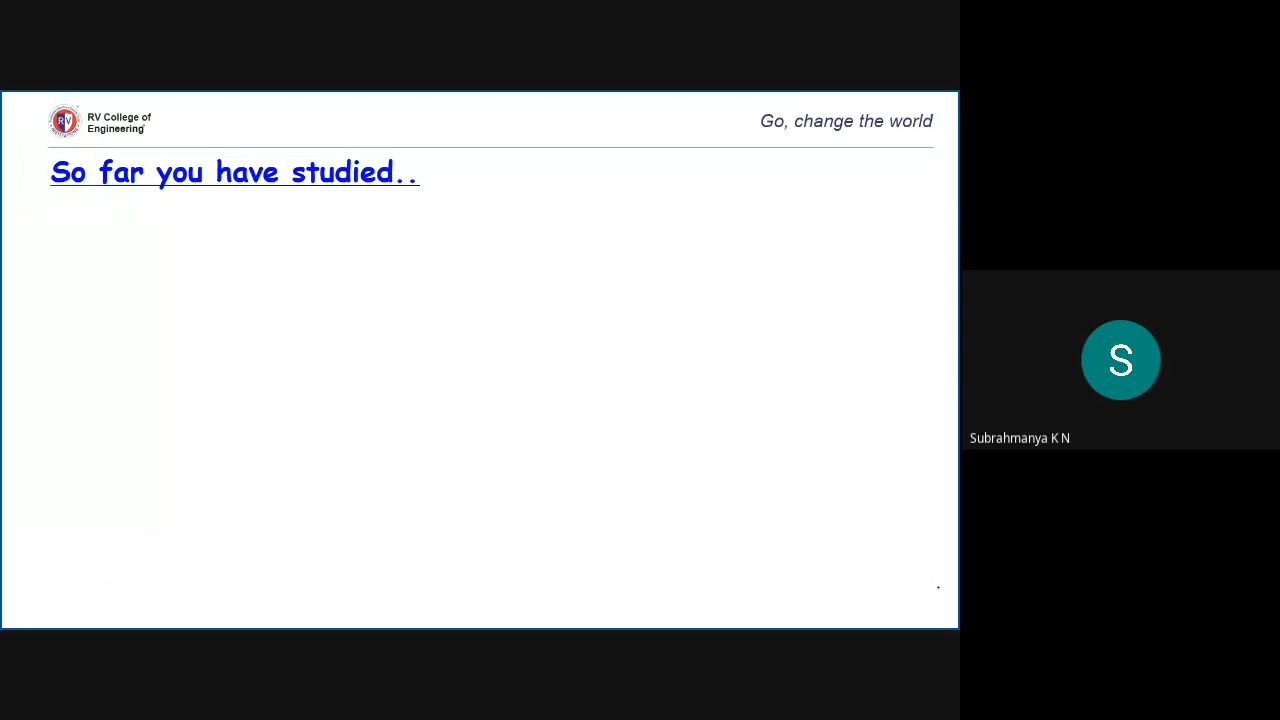 RV College of
Engineering
Go, change the world
So far you have studied..
S
Subrahmanya K N